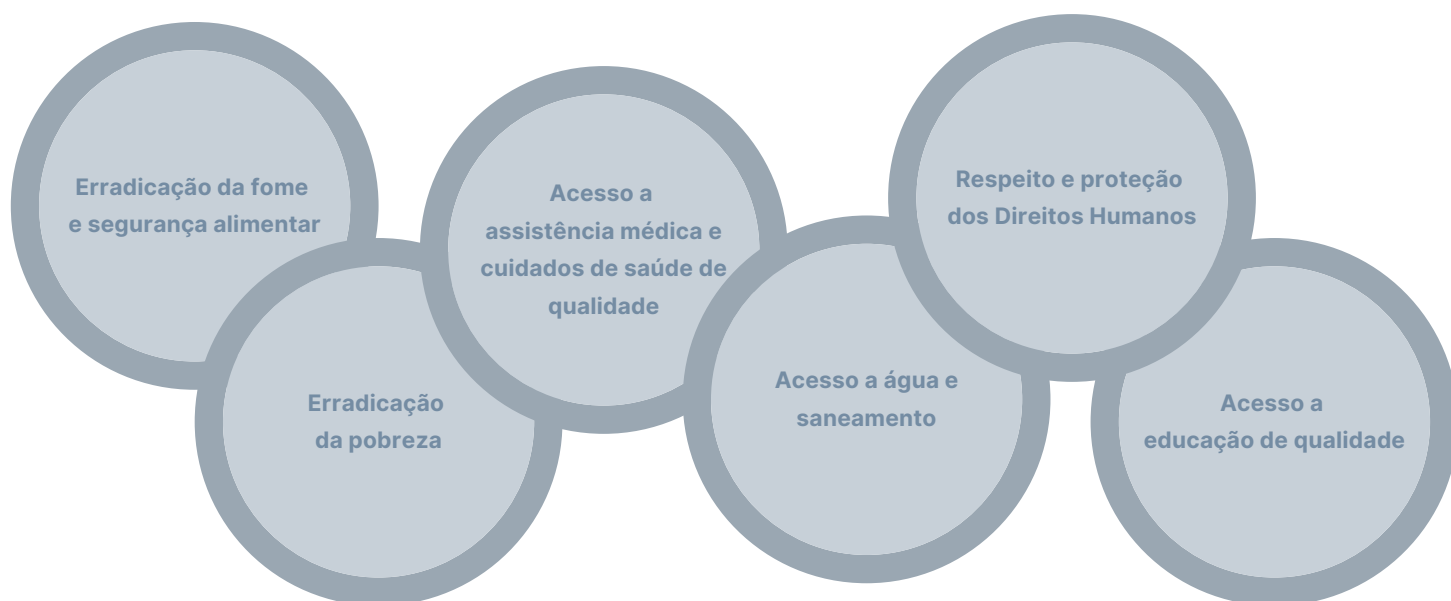 Erradicação da fome
e segurança alimentar
Erradicação
da pobreza
Acesso a
assistência médica e
cuidados de saúde de
qualidade
Acesso a água e
saneamento
Respeito e proteção
dos Direitos Humanos
Acesso a
educação de qualidade